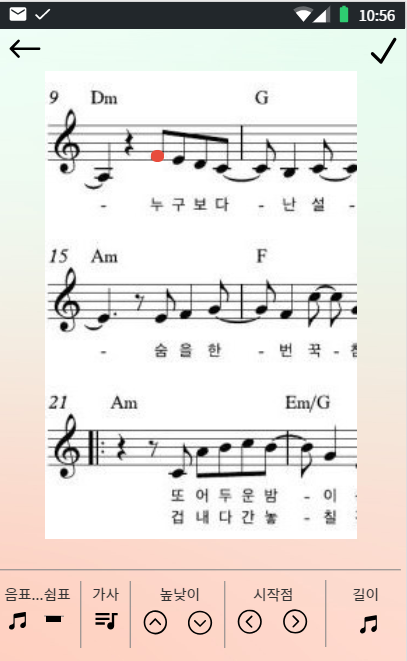 10:56
9 Dm G
- 누 구 보 다 - 난 설 -
15 Am F
- 숨 을 한 - 번 꾹 -
21 Am Em/G
또 어 두 운 밤 - 이
겁 내 다 간 놓 - 칠
음표...쉼표 가사 높낮이 시작점 길이